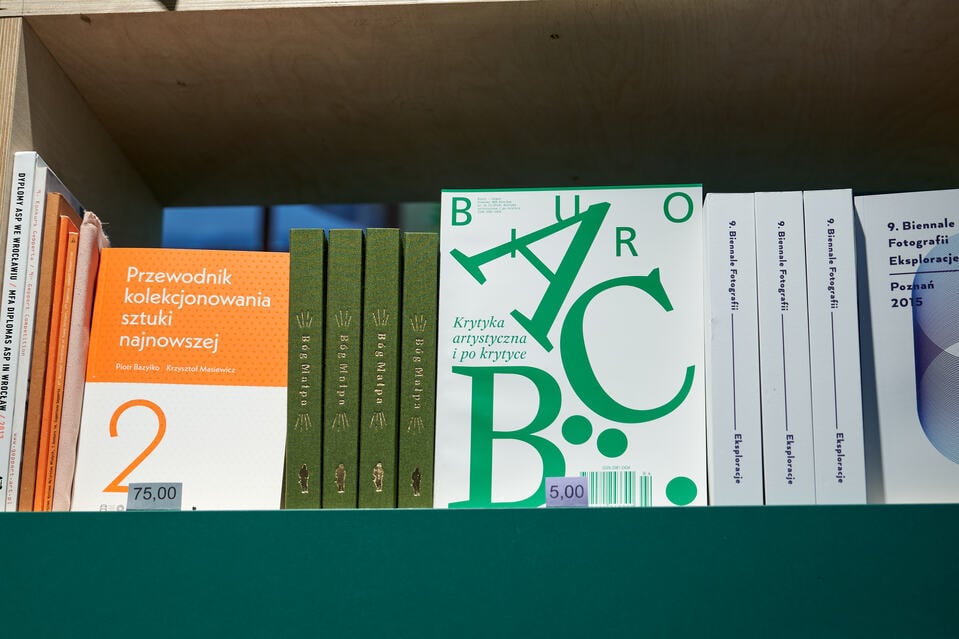 DYPLOMY ASP WE WROCŁAWIU / MFA DIPLOMAS ASP IN WROCŁAW / 2013
Przewodnik
kolekcjonowania
sztuki
najnowszej
Piotr Bazylko Krzysztof Masiewicz
2
75,00
Bóg Małpa
Bóg Małpa
Bóg Małpa
Bóg Małpa
BIURO
A
B
C
Krytyka
artystyczna
i po krytyce
5,00
9. Biennale Fotografii Eksploracje
9. Biennale Fotografii Eksploracje
9. Biennale Fotografii Eksploracje
9. Biennale
Fotografii
Eksploracje
Poznań
2015